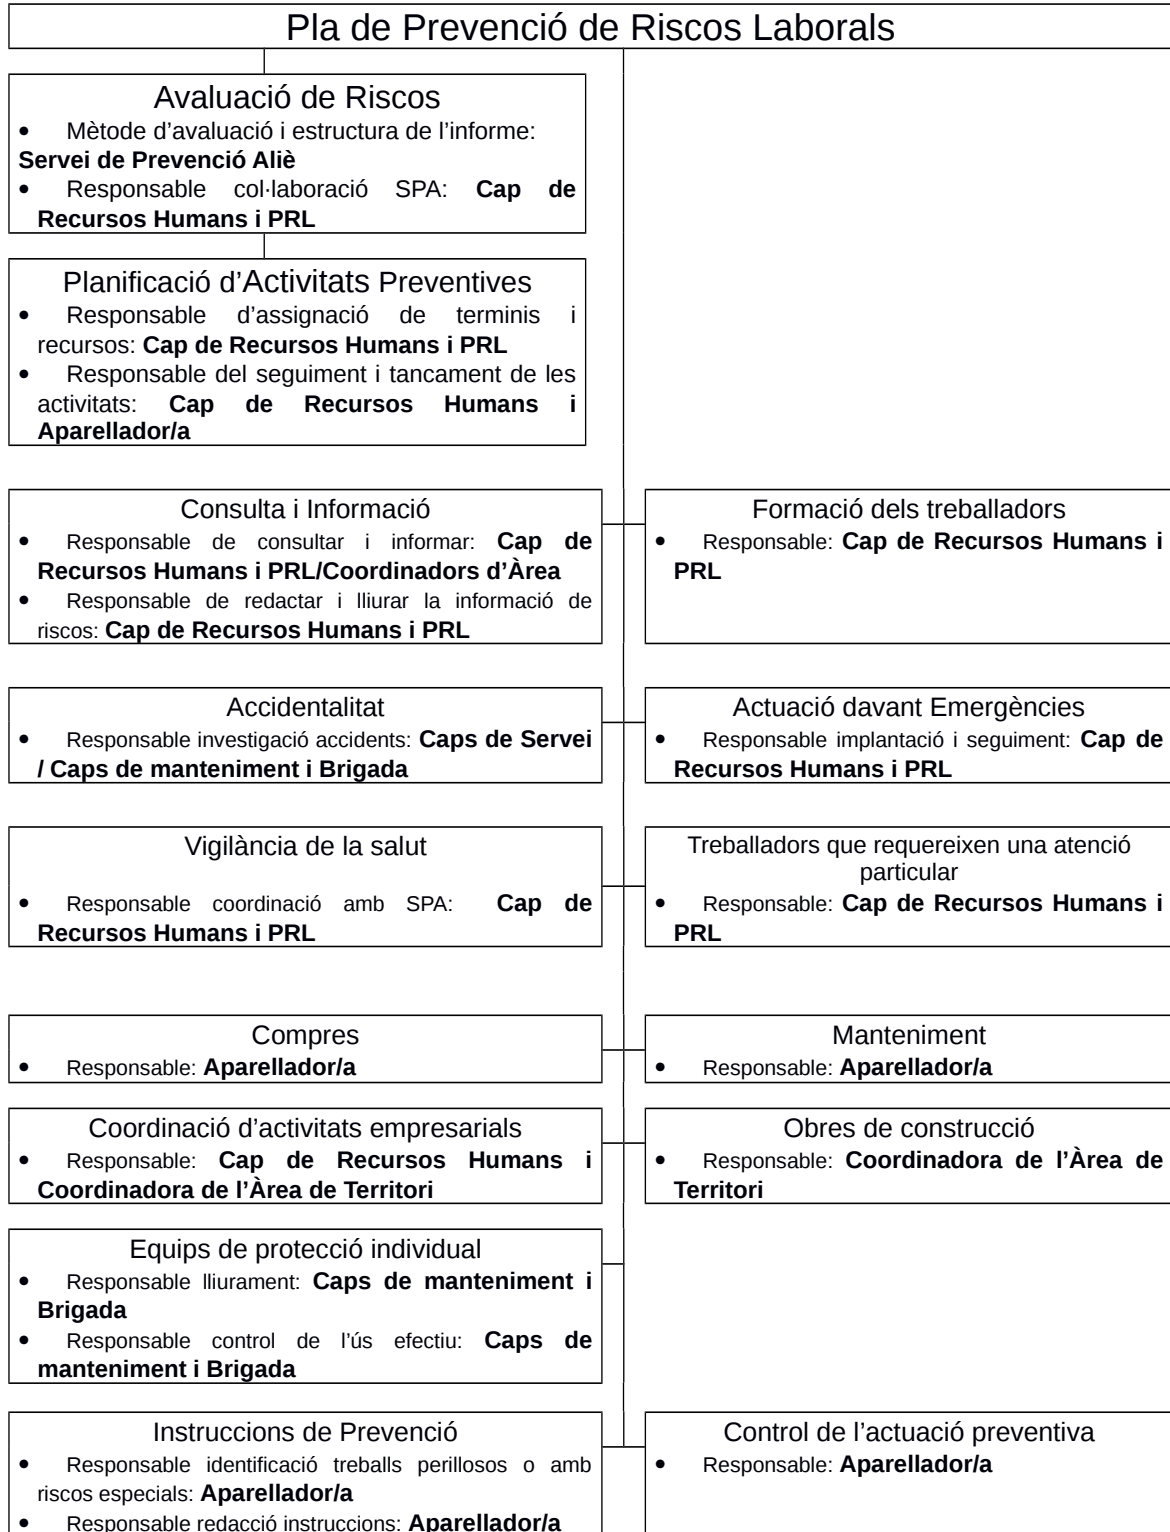 Pla de Prevenció de Riscos Laborals
Avaluació de Riscos
• Mètode d’avaluació i estructura de l’informe:
Servei de Prevenció Aliè
• Responsable col·laboració SPA: Cap de
Recursos Humans i PRL
Planificació d’Activitats Preventives
• Responsable d’assignació de terminis i
recursos: Cap de Recursos Humans i PRL
• Responsable del seguiment i tancament de les
activitats: Cap de Recursos Humans i
Aparellador/a
Consulta i Informació
• Responsable de consultar i informar: Cap de
Recursos Humans i PRL/Coordinadors d’Àrea
• Responsable de redactar i lliurar la informació de
riscos: Cap de Recursos Humans i PRL
Formació dels treballadors
• Responsable: Cap de Recursos Humans i
PRL
Accidentalitat
• Responsable investigació accidents: Caps de Servei
/ Caps de manteniment i Brigada
Actuació davant Emergències
• Responsable implantació i seguiment: Cap de
Recursos Humans i PRL
Vigilància de la salut
• Responsable coordinació amb SPA: Cap de
Recursos Humans i PRL
Treballadors que requereixen una atenció
particular
• Responsable: Cap de Recursos Humans i
PRL
Compres
• Responsable: Aparellador/a
Manteniment
• Responsable: Aparellador/a
Coordinació d’activitats empresarials
• Responsable: Cap de Recursos Humans i
Coordinadora de l’Àrea de Territori
Obres de construcció
• Responsable: Coordinadora de l’Àrea de
Territori
Equips de protecció individual
• Responsable lliurament: Caps de manteniment i
Brigada
• Responsable control de l’ús efectiu: Caps de
manteniment i Brigada
Instruccions de Prevenció
• Responsable identificació treballs perillosos o amb
riscos especials: Aparellador/a
• Responsable redacció instruccions: Aparellador/a
Control de l’actuació preventiva
• Responsable: Aparellador/a